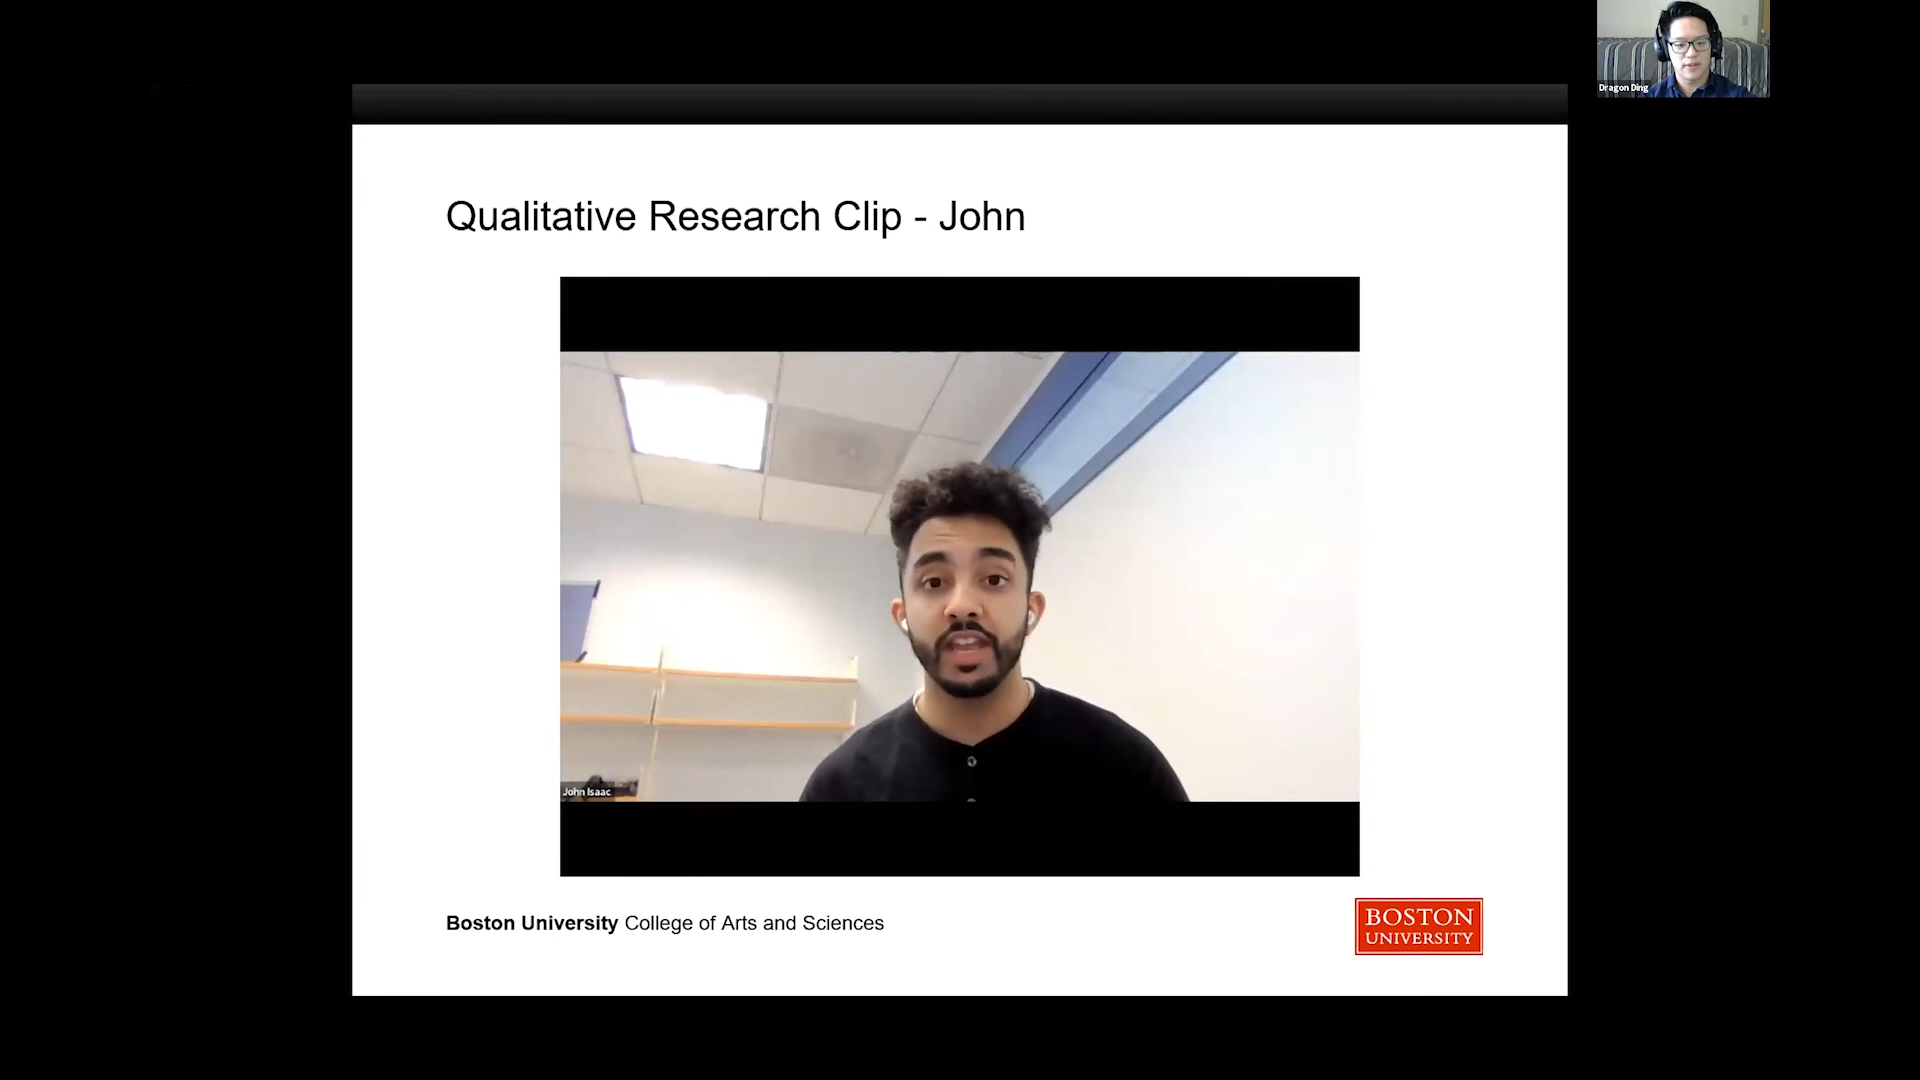 Dragon Ding
Qualitative Research Clip - John
John Isaac
Boston University College of Arts and Sciences
BOSTON
UNIVERSITY